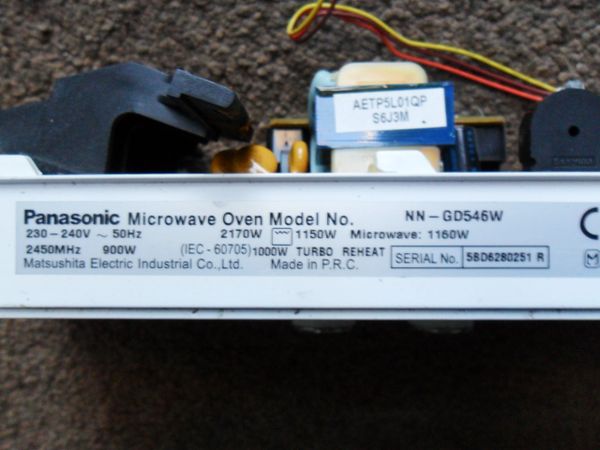 AETP5L01QP
S6J3M
Panasonic Microwave Oven Model No. NN-GD546W
230-240V ~ 50Hz 2170W 1150W Microwave: 1160W
2450MHz 900W (IEC-60705) 1000W TURBO REHEAT SERIAL No. 5BD6280251 R
Matsushita Electric Industrial Co.,Ltd. Made in P.R.C.